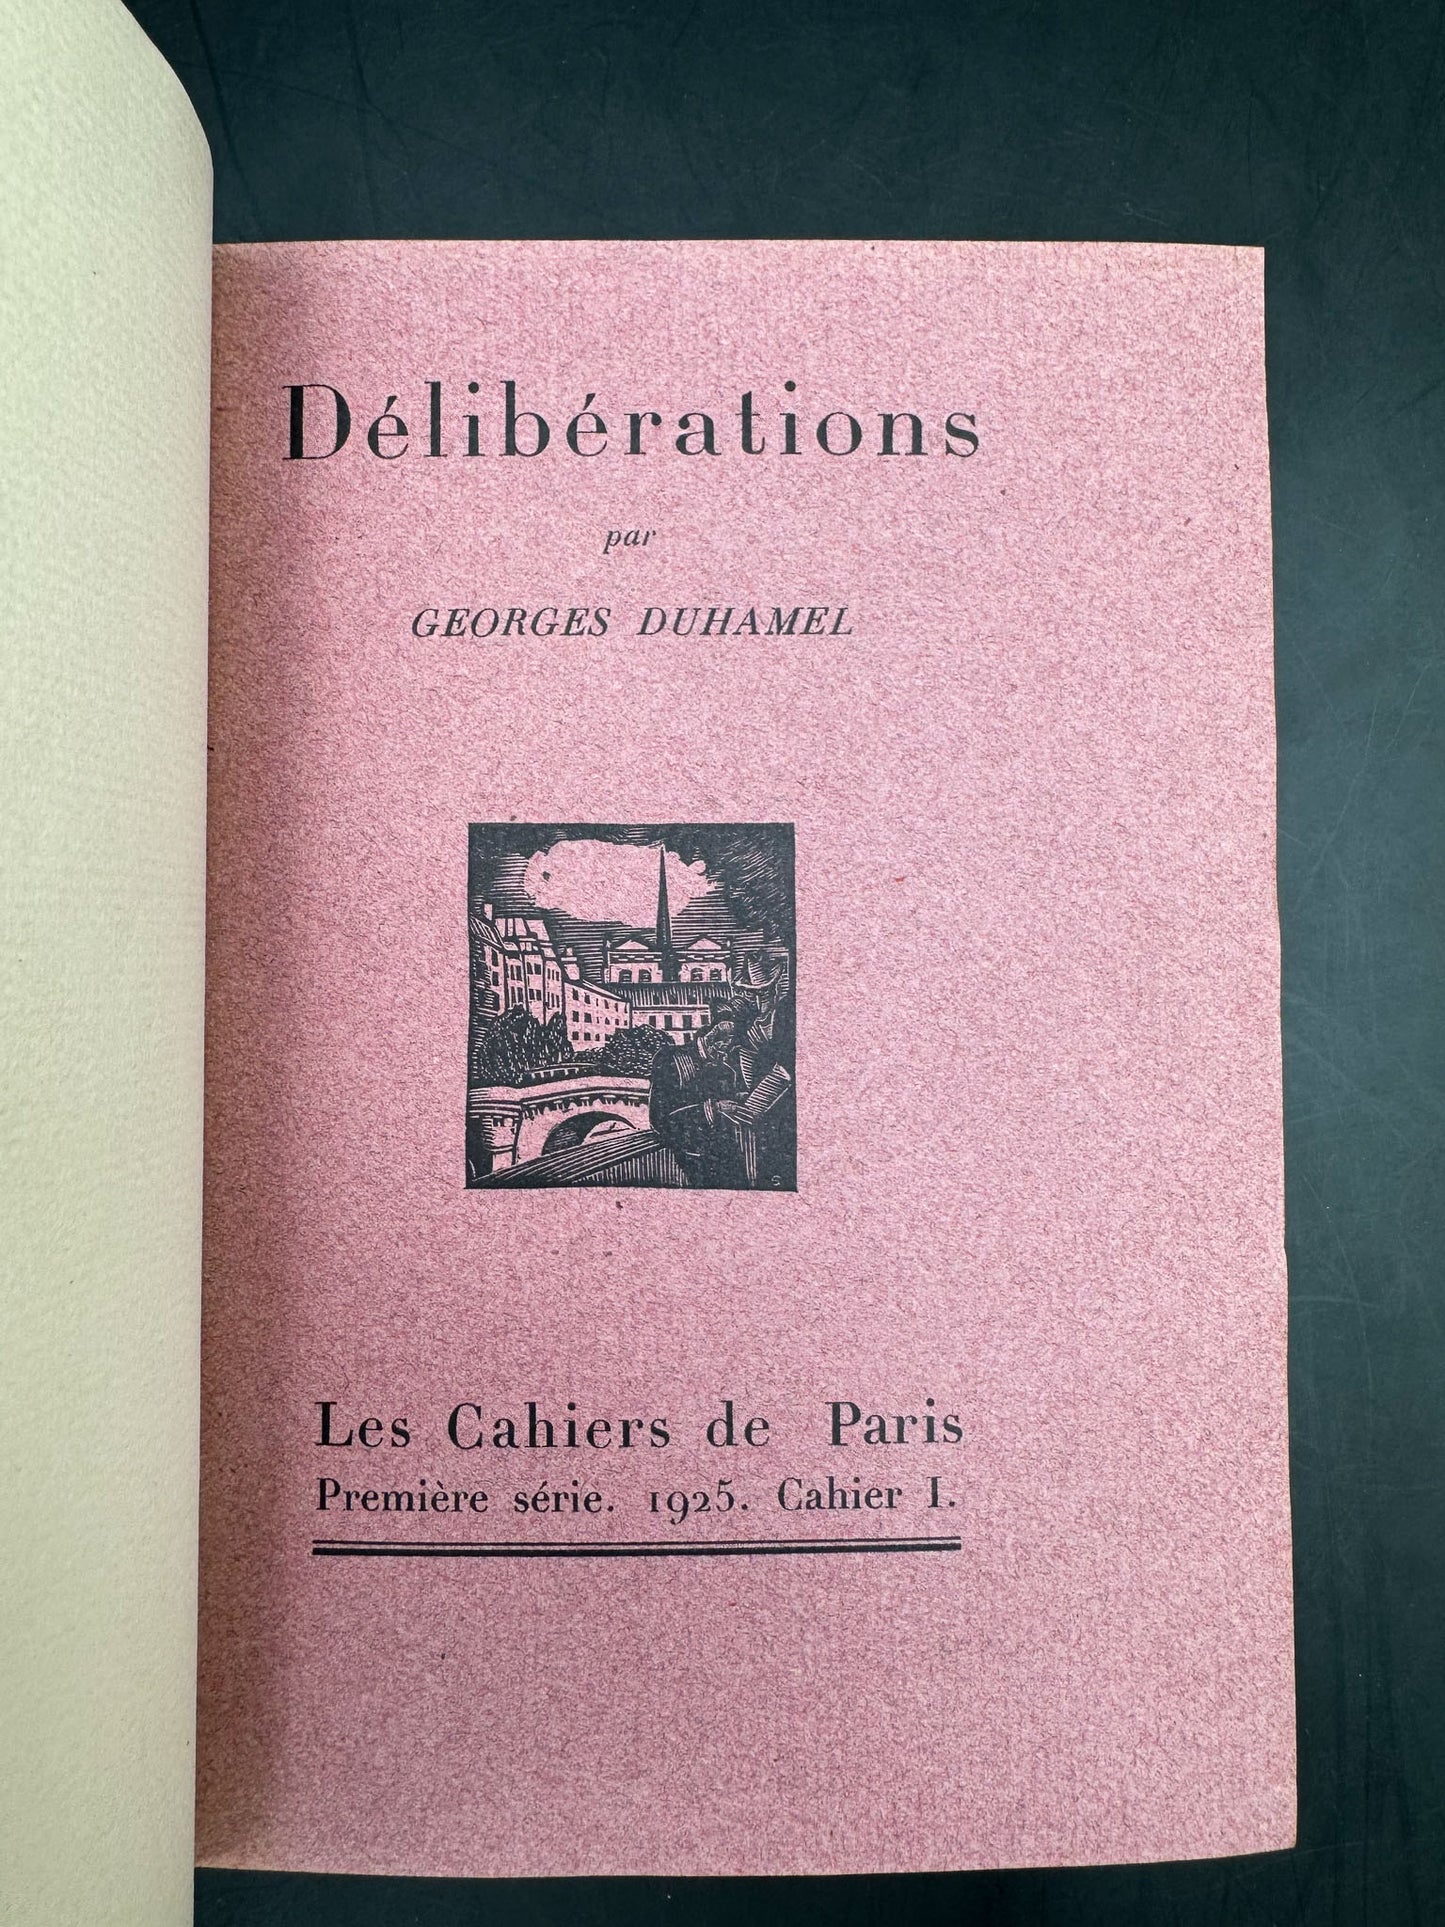 Délibérations
par
GEORGES DUHAMEL
S
Les Cahiers de Paris
Première série. 1925. Cahier I.